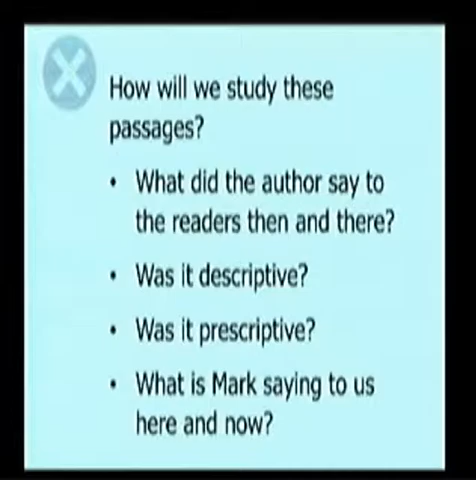 How will we study these
passages?
• What did the author say to
the readers then and there?
• Was it descriptive?
• Was it prescriptive?
• What is Mark saying to us
here and now?